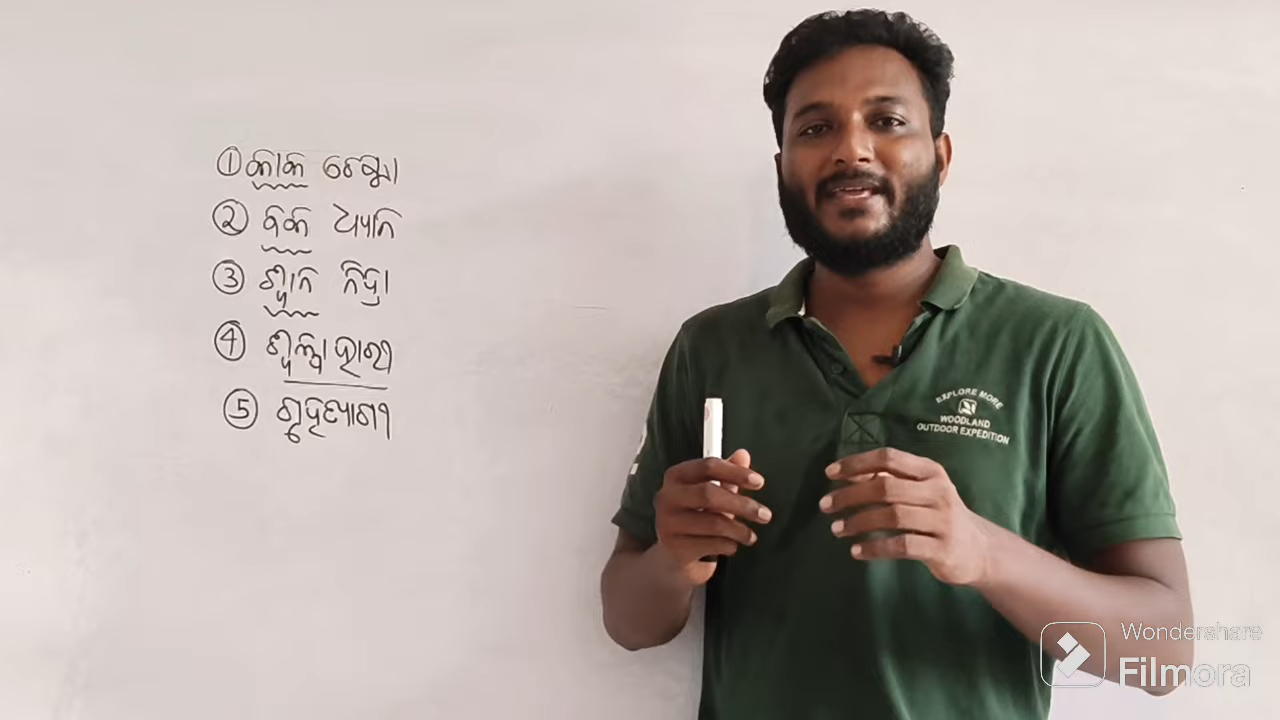 ① କାକ ଚେଷ୍ଟା
② ବକ ଧ୍ୟାନ
③ ଶ୍ୱାନ ନିଦ୍ରା
④ ଶ୍ୱଳ୍ପାହାରୀ
⑤ ଗୃହତ୍ୟାଗୀ
EXPLORE MORE
WOODLAND
OUTDOOR EXPEDITION
Wondershare
Filmora